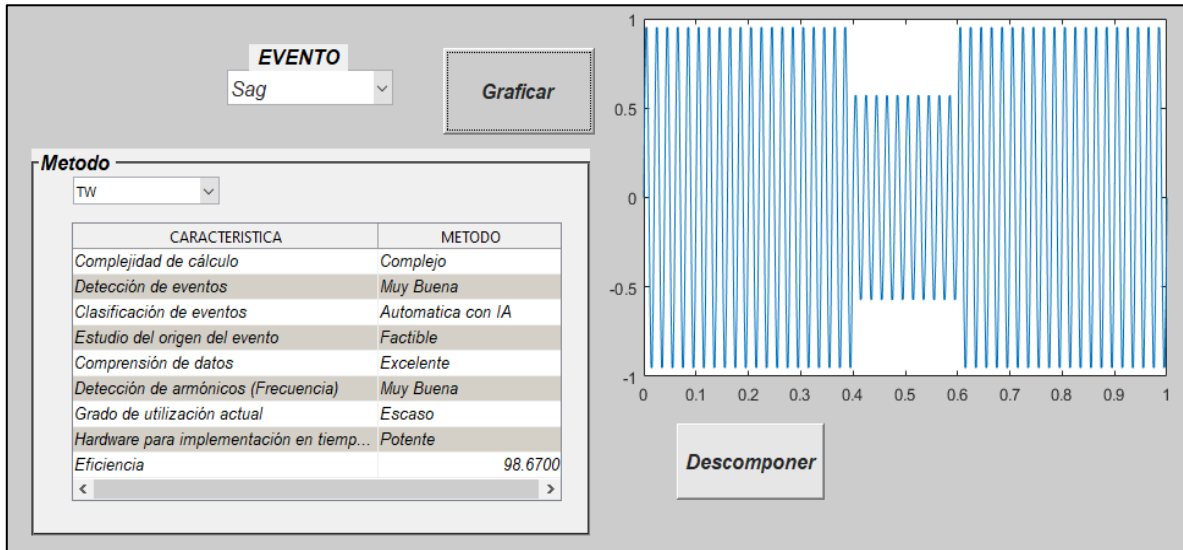 EVENTO
Sag
Graficar
Metodo
TW
CARACTERISTICA METODO
Complejidad de cálculo Complejo
Detección de eventos Muy Buena
Clasificación de eventos Automatica con IA
Estudio del origen del evento Factible
Comprensión de datos Excelente
Detección de armónicos (Frecuencia) Muy Buena
Grado de utilización actual Escaso
Hardware para implementación en tiemp... Potente
Eficiencia 98.6700
1
0.5
0
-0.5
-1
0 0.1 0.2 0.3 0.4 0.5 0.6 0.7 0.8 0.9 1
Descomponer